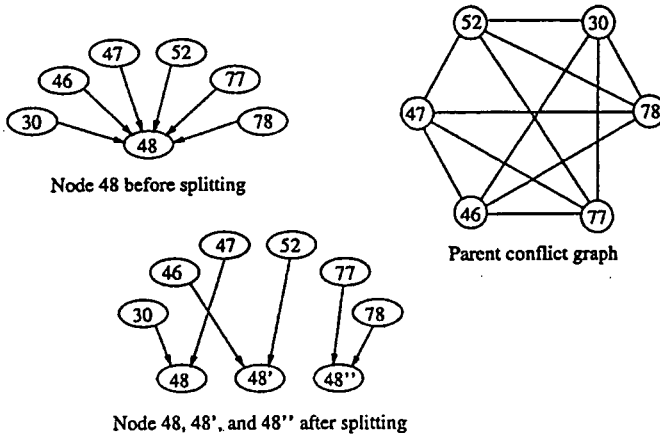 47 52
46 77
30 78
48
Node 48 before splitting
52 30
47 78
46 77
Parent conflict graph
47 52
46 77
30 78
48 48' 48''
Node 48, 48', and 48'' after splitting